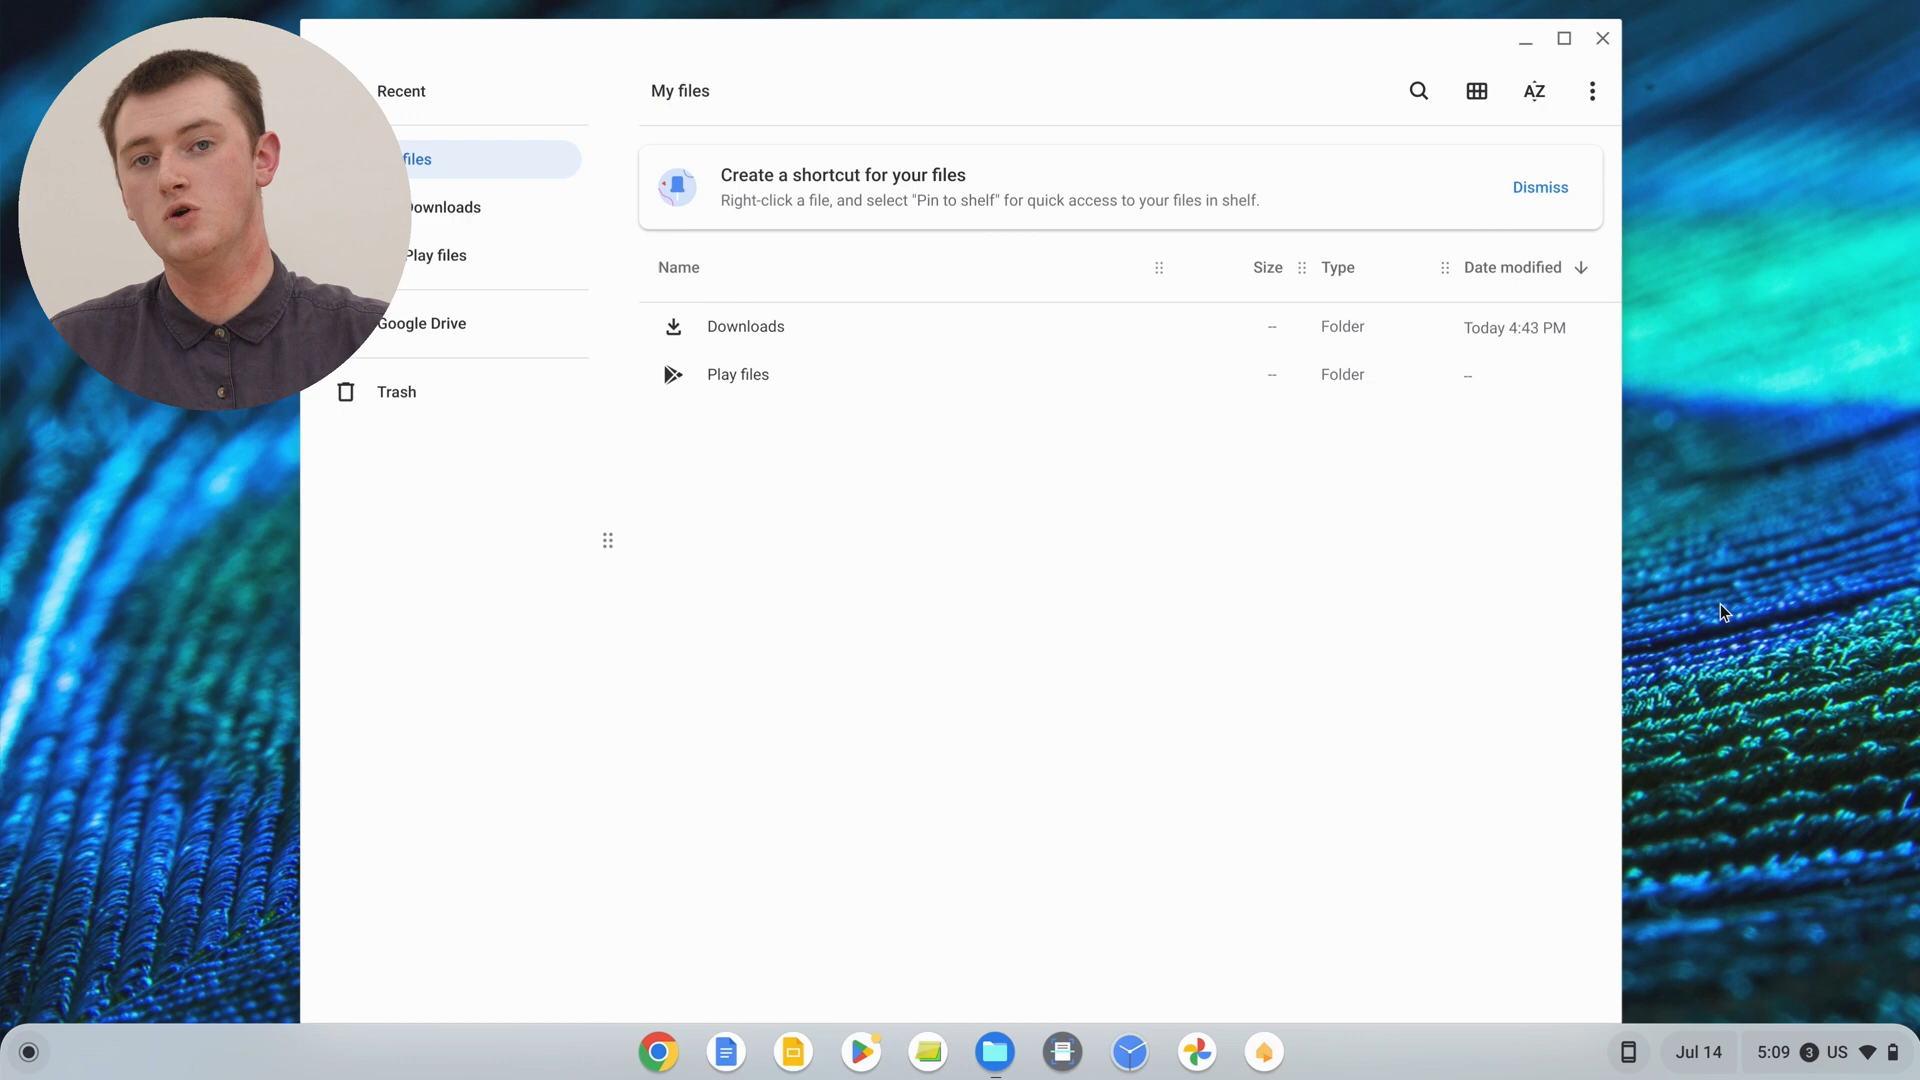 Recent
files
Downloads
Play files
Google Drive
Trash
My files
AZ
Create a shortcut for your files
Right-click a file, and select "Pin to shelf" for quick access to your files in shelf.
Dismiss
Name Size Type Date modified
Downloads -- Folder Today 4:43 PM
Play files -- Folder --
Jul 14 5:09 3 US